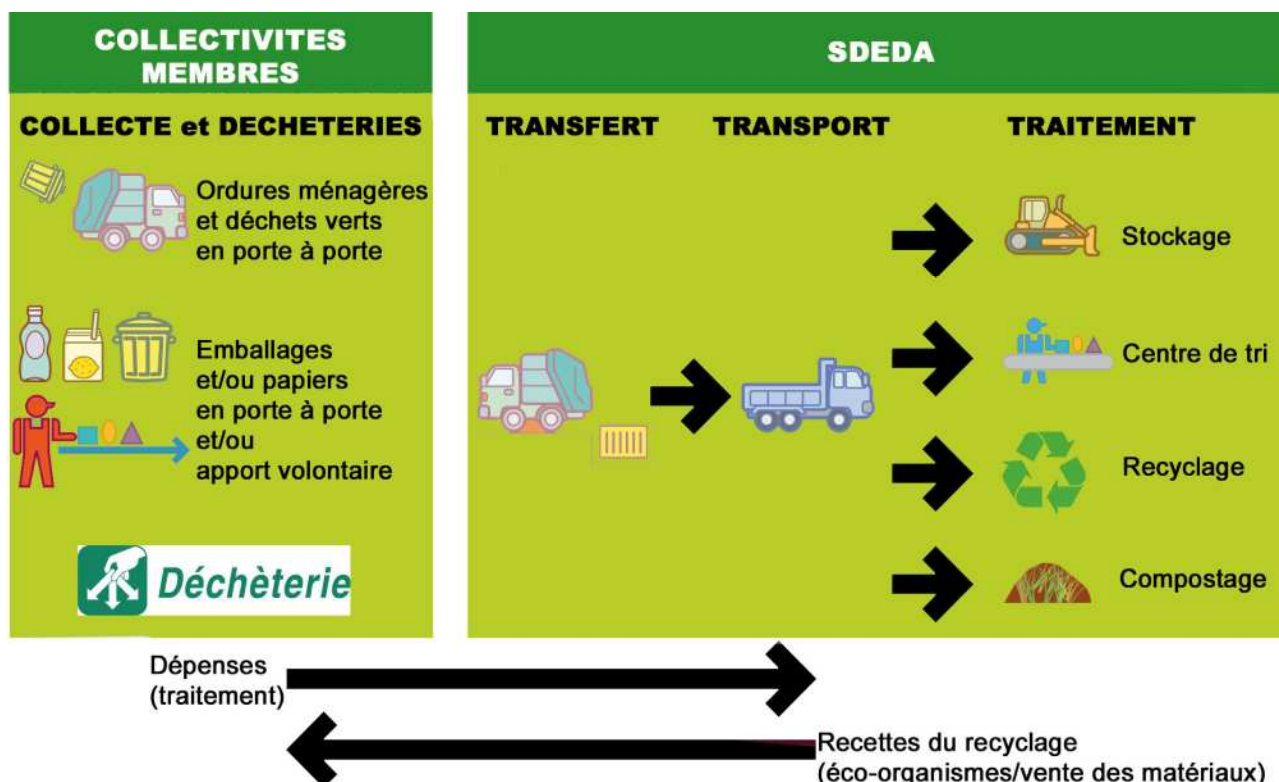 COLLECTIVITES
MEMBRES
COLLECTE et DECHETERIES
Ordures ménagères
et déchets verts
en porte à porte
Emballages
et/ou papiers
en porte à porte
et/ou
apport volontaire
Déchèterie
SDEDA
TRANSFERT
TRANSPORT
TRAITEMENT
Stockage
Centre de tri
Recyclage
Compostage
Dépenses
(traitement)
Recettes du recyclage
(éco-organismes/vente des matériaux)